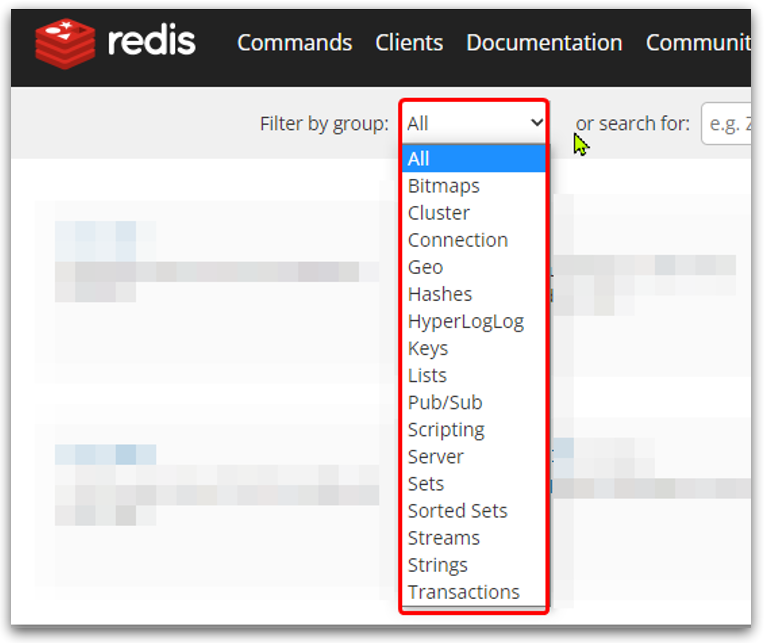 redis Commands Clients Documentation Communit
Filter by group: All or search for: e.g. Z
All
Bitmaps
Cluster
Connection
Geo
Hashes
HyperLogLog
Keys
Lists
Pub/Sub
Scripting
Server
Sets
Sorted Sets
Streams
Strings
Transactions